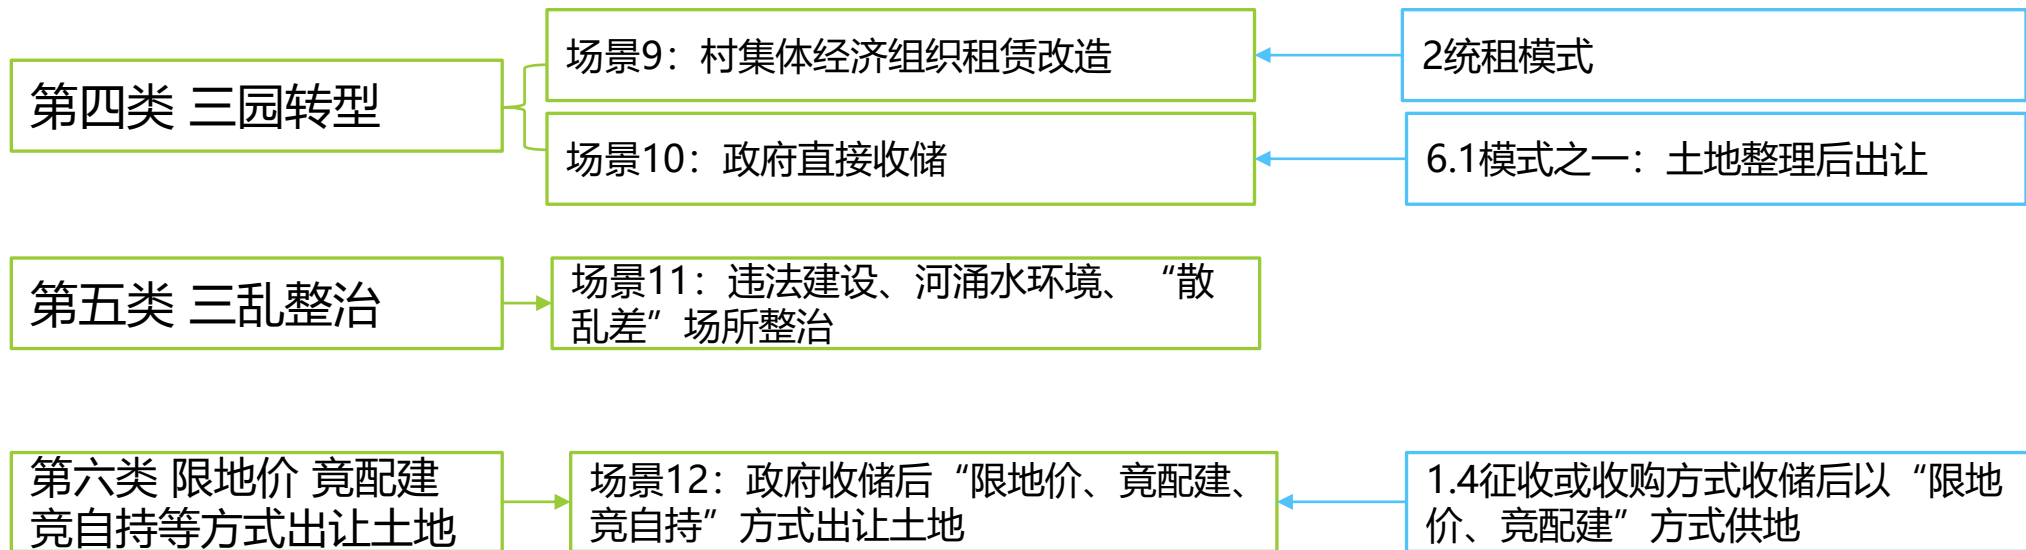 第四类 三园转型
场景9：村集体经济组织租赁改造
2统租模式
场景10：政府直接收储
6.1模式之一：土地整理后出让
第五类 三乱整治
场景11：违法建设、河涌水环境、“散
乱差”场所整治
第六类 限地价 竟配建
竞自持等方式出让土地
场景12：政府收储后“限地价、竟配建、
竞自持”方式出让土地
1.4征收或收购方式收储后以“限地
价、竞配建”方式供地